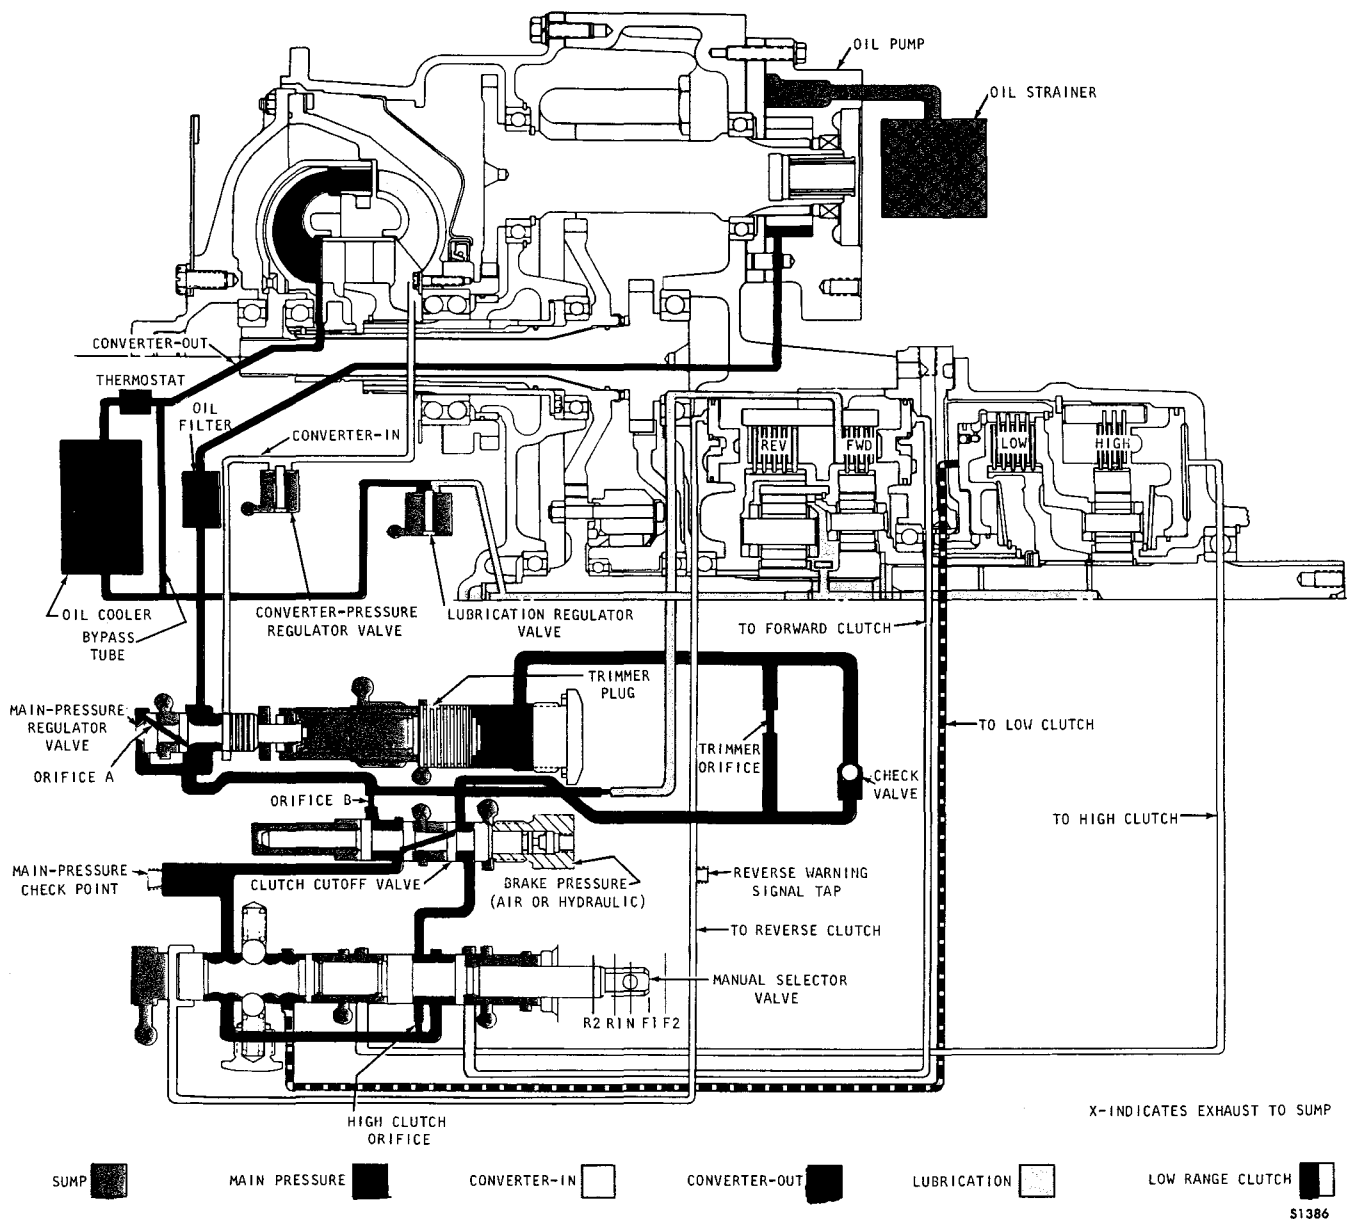 OIL PUMP
OIL STRAINER
CONVERTER-OUT
THERMOSTAT
OIL
FILTER
CONVERTER-IN
REV
FWD
LOW
HIGH
OIL COOLER
BYPASS
TUBE
CONVERTER-PRESSURE
REGULATOR VALVE
LUBRICATION REGULATOR
VALVE
TO FORWARD CLUTCH
TRIMMER
PLUG
MAIN-PRESSURE
REGULATOR
VALVE
ORIFICE A
TO LOW CLUTCH
TRIMMER
ORIFICE
CHECK
VALVE
ORIFICE B
TO HIGH CLUTCH
MAIN-PRESSURE
CHECK POINT
CLUTCH CUTOFF VALVE
BRAKE PRESSURE
(AIR OR HYDRAULIC)
REVERSE WARNING
SIGNAL TAP
TO REVERSE CLUTCH
MANUAL SELECTOR
VALVE
R2 R1 N F1 F2
HIGH CLUTCH
ORIFICE
X-INDICATES EXHAUST TO SUMP
SUMP
MAIN PRESSURE
CONVERTER-IN
CONVERTER-OUT
LUBRICATION
LOW RANGE CLUTCH
S1386